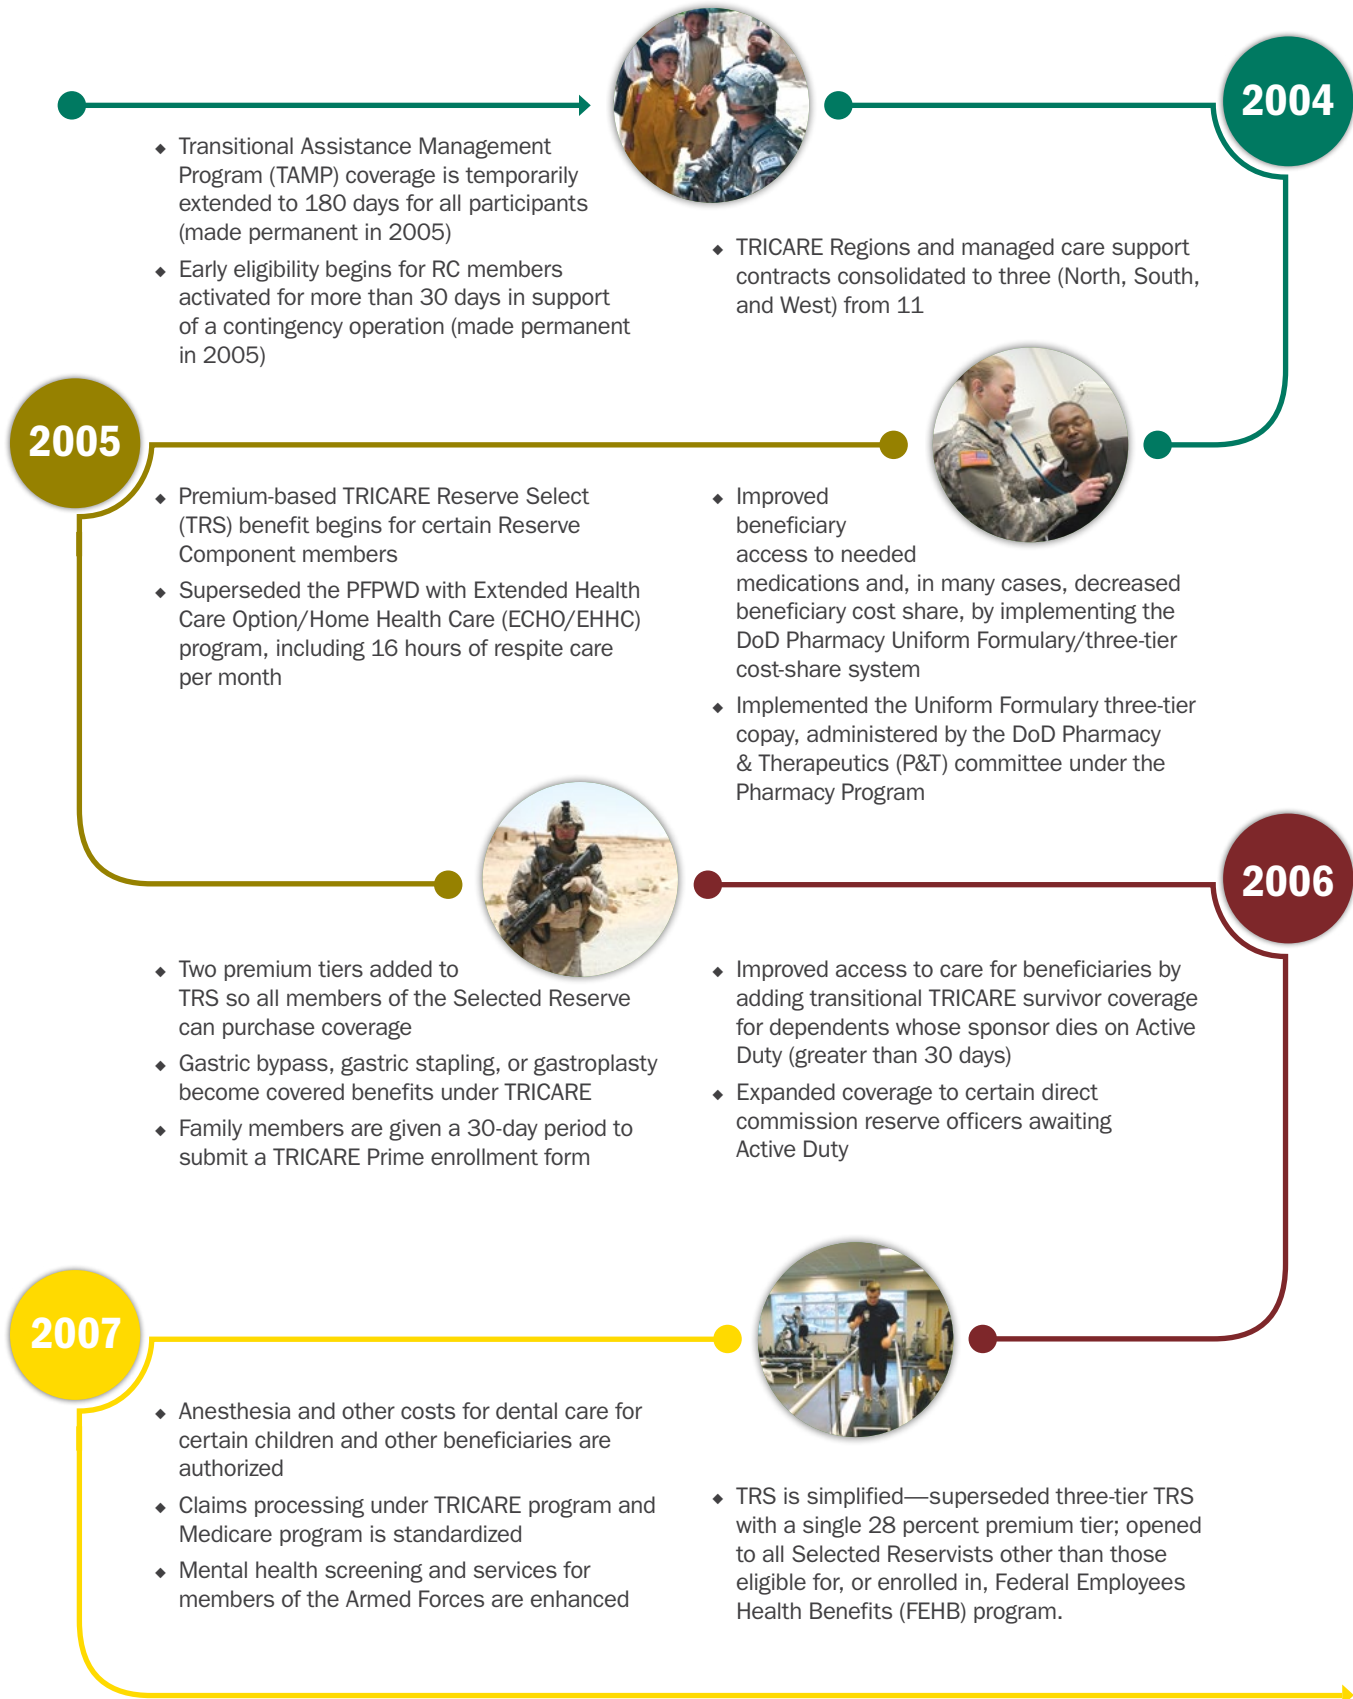 2004
◆ Transitional Assistance Management
Program (TAMP) coverage is temporarily
extended to 180 days for all participants
(made permanent in 2005)
◆ Early eligibility begins for RC members
activated for more than 30 days in support
of a contingency operation (made permanent
in 2005)
◆ TRICARE Regions and managed care support
contracts consolidated to three (North, South,
and West) from 11
2005
◆ Premium-based TRICARE Reserve Select
(TRS) benefit begins for certain Reserve
Component members
◆ Superseded the PFPWD with Extended Health
Care Option/Home Health Care (ECHO/EHHC)
program, including 16 hours of respite care
per month
◆ Improved
beneficiary
access to needed
medications and, in many cases, decreased
beneficiary cost share, by implementing the
DoD Pharmacy Uniform Formulary/three-tier
cost-share system
◆ Implemented the Uniform Formulary three-tier
copay, administered by the DoD Pharmacy
& Therapeutics (P&T) committee under the
Pharmacy Program
2006
◆ Two premium tiers added to
TRS so all members of the Selected Reserve
can purchase coverage
◆ Gastric bypass, gastric stapling, or gastroplasty
become covered benefits under TRICARE
◆ Family members are given a 30-day period to
submit a TRICARE Prime enrollment form
◆ Improved access to care for beneficiaries by
adding transitional TRICARE survivor coverage
for dependents whose sponsor dies on Active
Duty (greater than 30 days)
◆ Expanded coverage to certain direct
commission reserve officers awaiting
Active Duty
2007
◆ Anesthesia and other costs for dental care for
certain children and other beneficiaries are
authorized
◆ Claims processing under TRICARE program and
Medicare program is standardized
◆ Mental health screening and services for
members of the Armed Forces are enhanced
◆ TRS is simplified—superseded three-tier TRS
with a single 28 percent premium tier; opened
to all Selected Reservists other than those
eligible for, or enrolled in, Federal Employees
Health Benefits (FEHB) program.